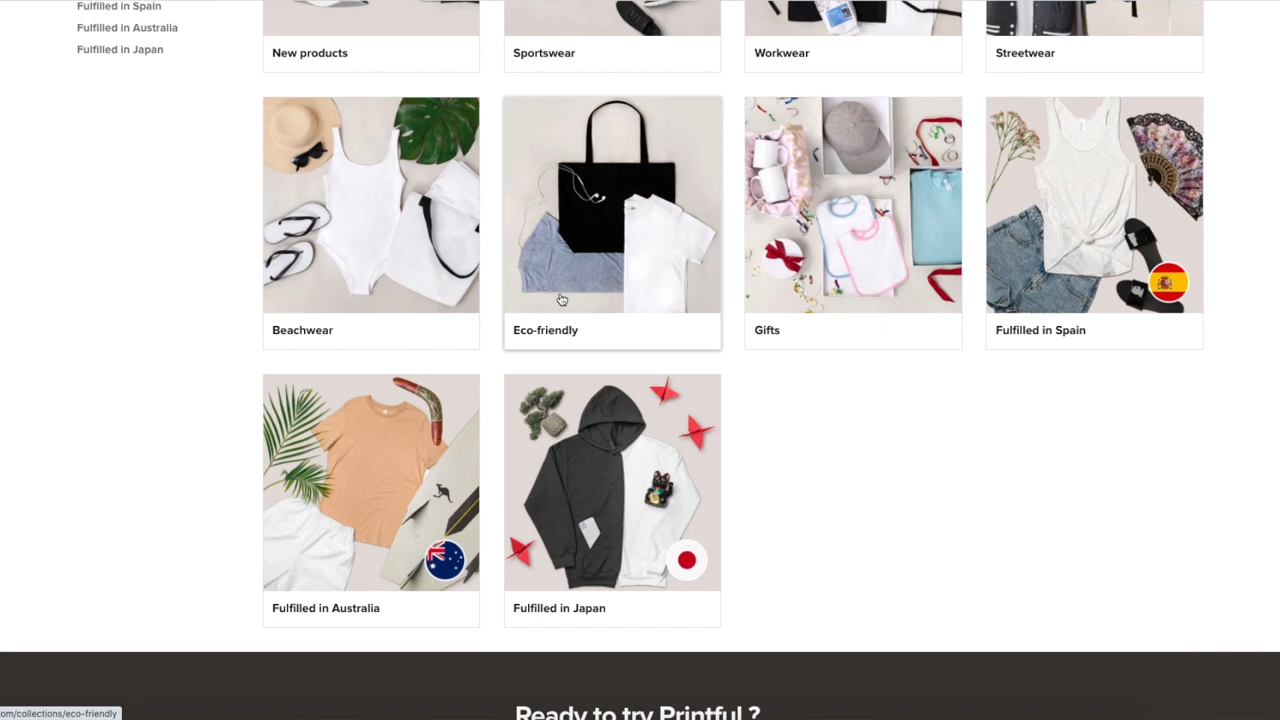 Fulfilled in Spain
Fulfilled in Australia
Fulfilled in Japan
New products
Sportswear
Workwear
Streetwear
Beachwear
Eco-friendly
Gifts
Fulfilled in Spain
Fulfilled in Australia
Fulfilled in Japan
Ready to try Printful ?
om/collections/eco-friendly